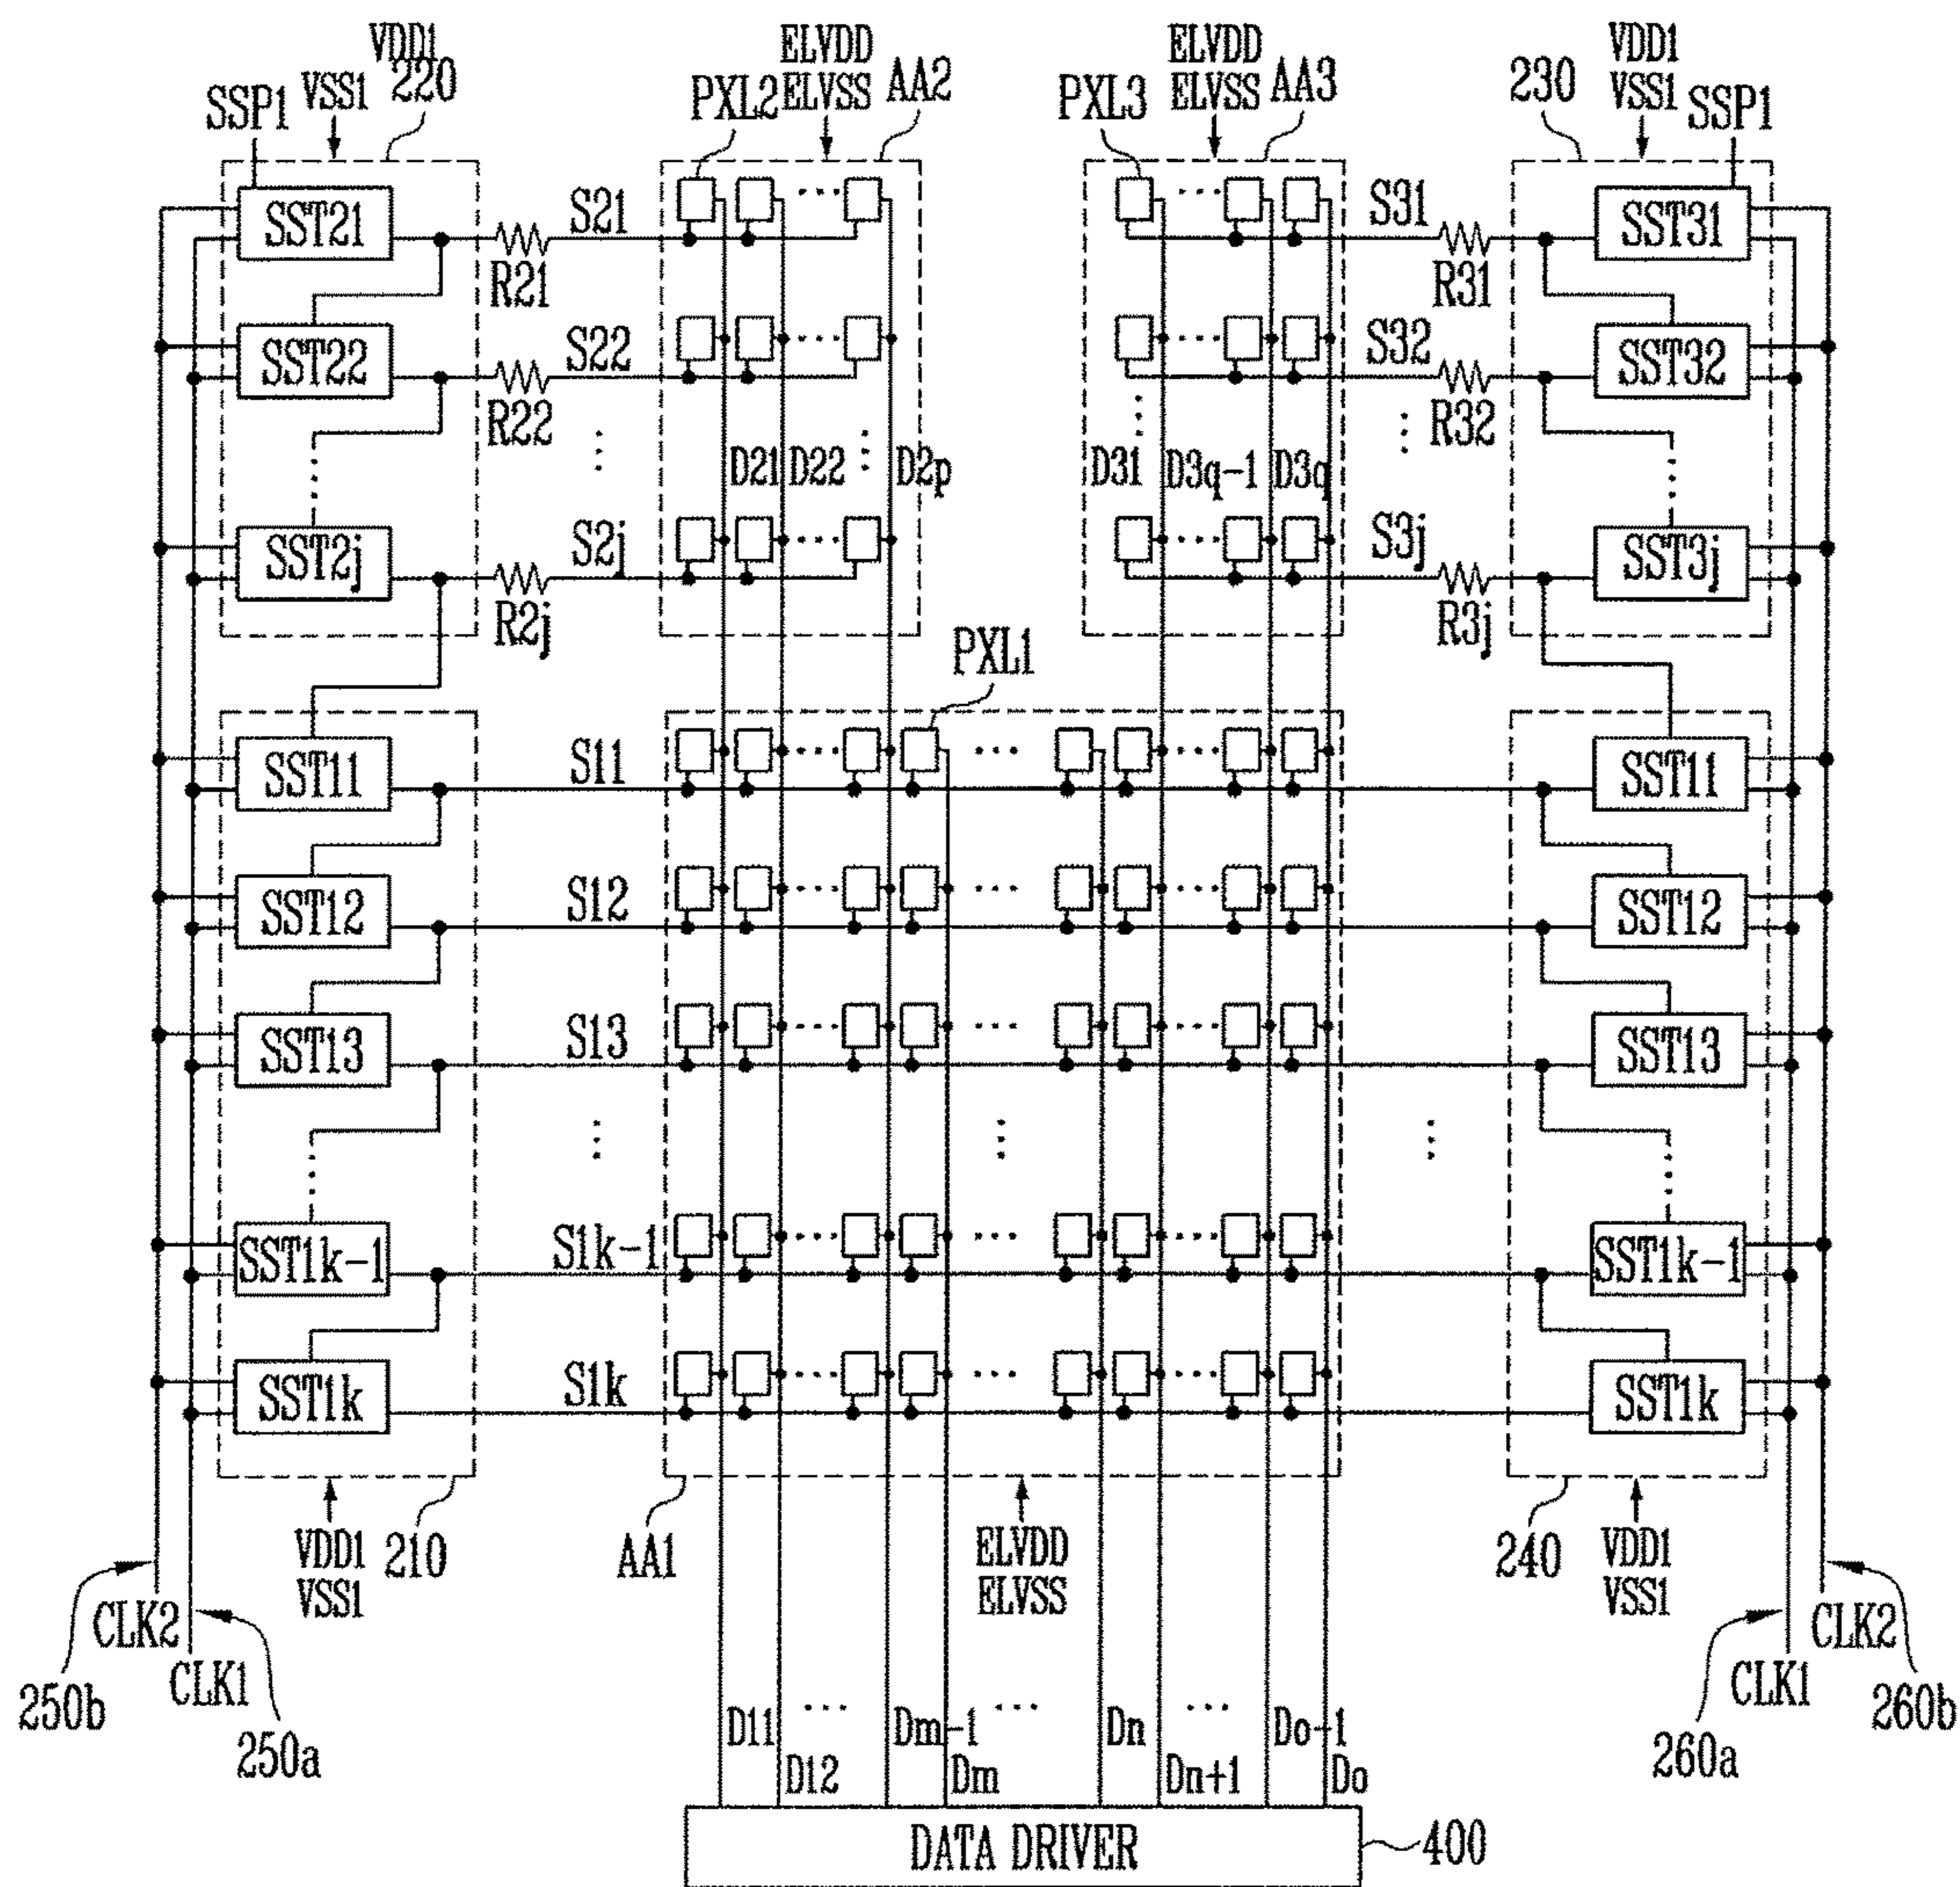 VDD1 ELVDD ELVDD VDD1
VSS1 220 PXL2 ELVSS AA2 PXL3 ELVSS AA3 230 VSS1
SSP1 SSP1
SST21 S21 S31 SST31
R21 R31
SST22 S22 S32 SST32
R22 R32
D21 D22 D2p D31 D3q-1 D3q
SST2j S2j S3j SST3j
R2j R3j
PXL1
SST11 S11 SST11
SST12 S12 SST12
SST13 S13 SST13
SST1k-1 S1k-1 SST1k-1
SST1k S1k SST1k
VDD1 210 AA1 ELVDD 240 VDD1
VSS1 ELVSS VSS1
CLK2 CLK2
CLK1 CLK1
250b 250a 260a 260b
D11 ... Dm-1 ... Dn ... Do-1
D12 Dm Dn+1 Do
DATA DRIVER 400